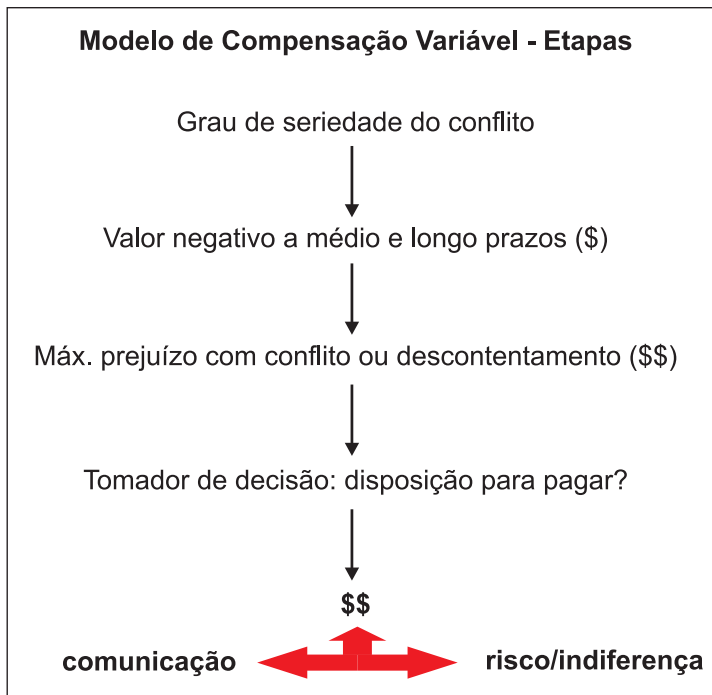 Modelo de Compensação Variável - Etapas
Grau de seriedade do conflito
Valor negativo a médio e longo prazos ($)
Máx. prejuízo com conflito ou descontentamento ($$)
Tomador de decisão: disposição para pagar?
$$
comunicação risco/indiferença